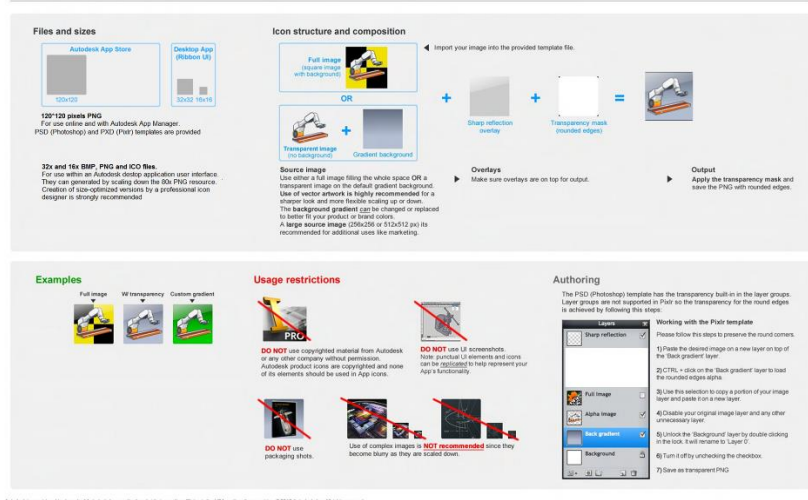 Files and sizes
Autodesk App Store
Desktop App
(Ribbon UI)
120x120
32x32 16x16
120*120 pixels PNG
For use online and with Autodesk App Manager.
PSD (Photoshop) and PXD (Pixlr) templates are provided
32x and 16x BMP, PNG and ICO files.
For use within an Autodesk destop application user interface.
They can generated by scaling down the 80x PNG resource.
Creation of size-optimized versions by a professional icon
designer is strongly recommended
Icon structure and composition
Full image
(square image
with background)
Import your image into the provided template file.
OR
Transparent image
(no background)
Gradient background
Sharp reflection
overlay
Transparency mask
(rounded edges)
Source image
Use either a full image filling the whole space OR a
transparent image on the default gradient background.
Use of vector artwork is highly recommended for a
sharper look and more flexible scaling up or down.
The background gradient can be changed or replaced
to better fit your product or brand colors.
A large source image (256x256 or 512x512 px) its
recommended for additional uses like marketing.
Overlays
Make sure overlays are on top for output.
Output
Apply the transparency mask and
save the PNG with rounded edges.
Examples
Full image
W/ transparency
Custom gradient
Usage restrictions
PRO
DO NOT use copyrighted material from Autodesk
or any other company without permission.
Autodesk product icons are copyrighted and none
of its elements should be used in App icons.
DO NOT use UI screenshots.
Note: punctual UI elements and icons
can be replicated to help represent your
App's functionality.
DO NOT use
packaging shots.
Use of complex images is NOT recommended since they
become blurry as they are scaled down.
Authoring
The PSD (Photoshop) template has the transparency built-in in the layer groups.
Layer groups are not supported in Pixlr so the transparency for the round edges
is achieved by following this steps:
Layers
Sharp reflection
Full image
Alpha image
Back gradient
Background
Working with the Pixlr template
Please follow this steps to preserve the round corners.
1) Paste the desired image on a new layer on top of
the 'Back gradient' layer.
2) CTRL + click on the 'Back gradient' layer to load
the rounded edges alpha.
3) Use this selection to copy a portion of your image
layer and paste it on a new layer.
4) Disable your original image layer and any other
unnecessary layer.
5) Unlock the 'Background' layer by double clicking
in the lock. It will rename to 'Layer 0'.
6) Turn it off by unchecking the checkbox.
7) Save as transparent PNG